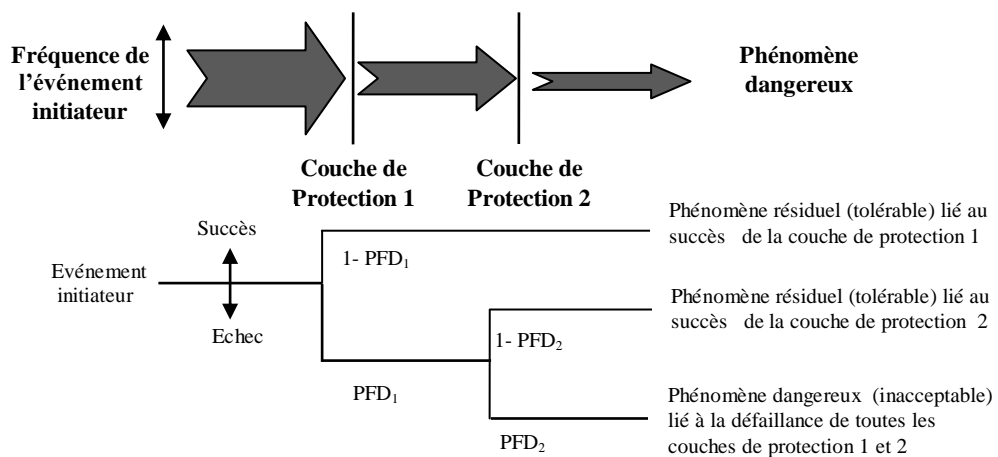 Fréquence de
l'événement
initiateur
Phénomène
dangereux
Couche de
Protection 1
Couche de
Protection 2
Succès
Evénement
initiateur
Echec
1- PFD1
PFD1
1- PFD2
PFD2
Phénomène résiduel (tolérable) lié au
succès de la couche de protection 1
Phénomène résiduel (tolérable) lié au
succès de la couche de protection 2
Phénomène dangereux (inacceptable)
lié à la défaillance de toutes les
couches de protection 1 et 2